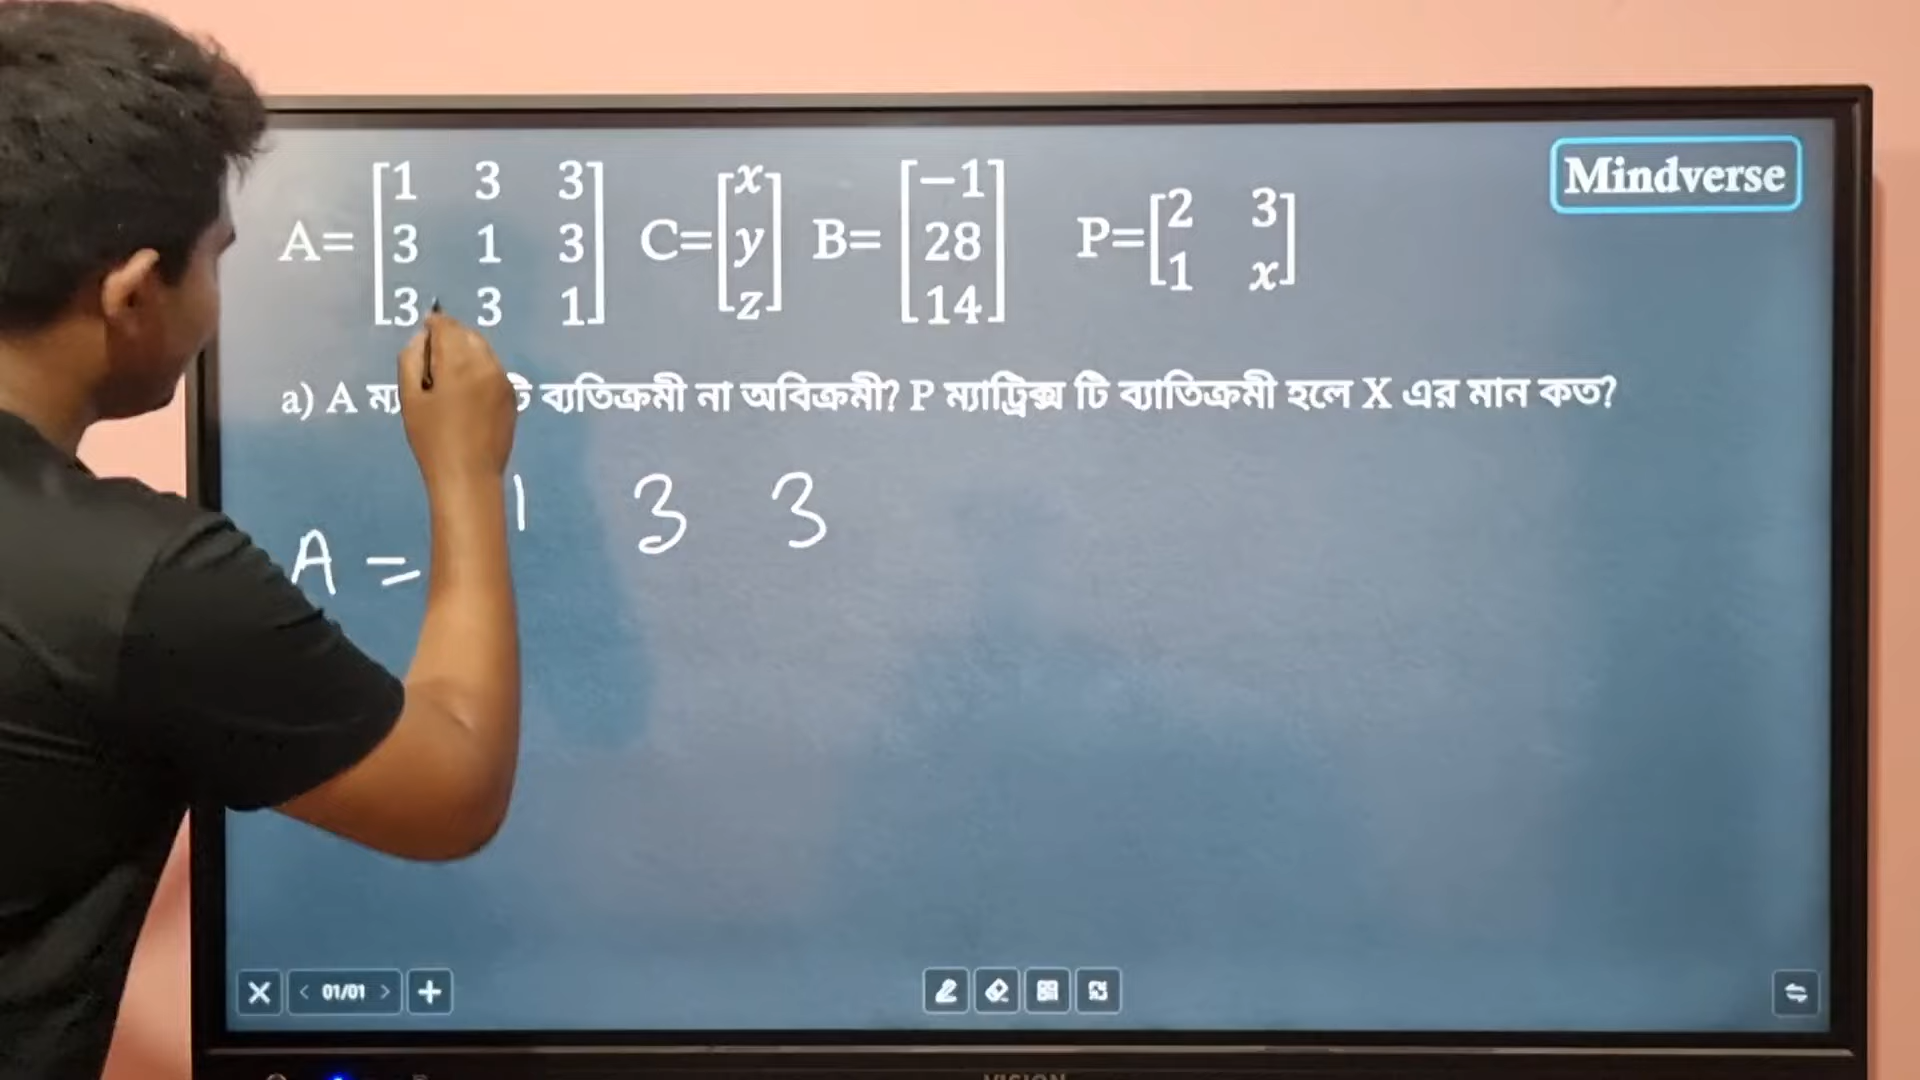 Mindverse
A= [1 3 3 3 1 3 3 3 1] C= [x y z] B= [−1 28 14] P= [2 3 1 x]
a) A ব্যতিক্রমী না অবিক্রমী? P ম্যাট্রিক্স টি ব্যাতিক্রমী হলে X এর মান কত?
A = 1 3 3
01/01
VISION